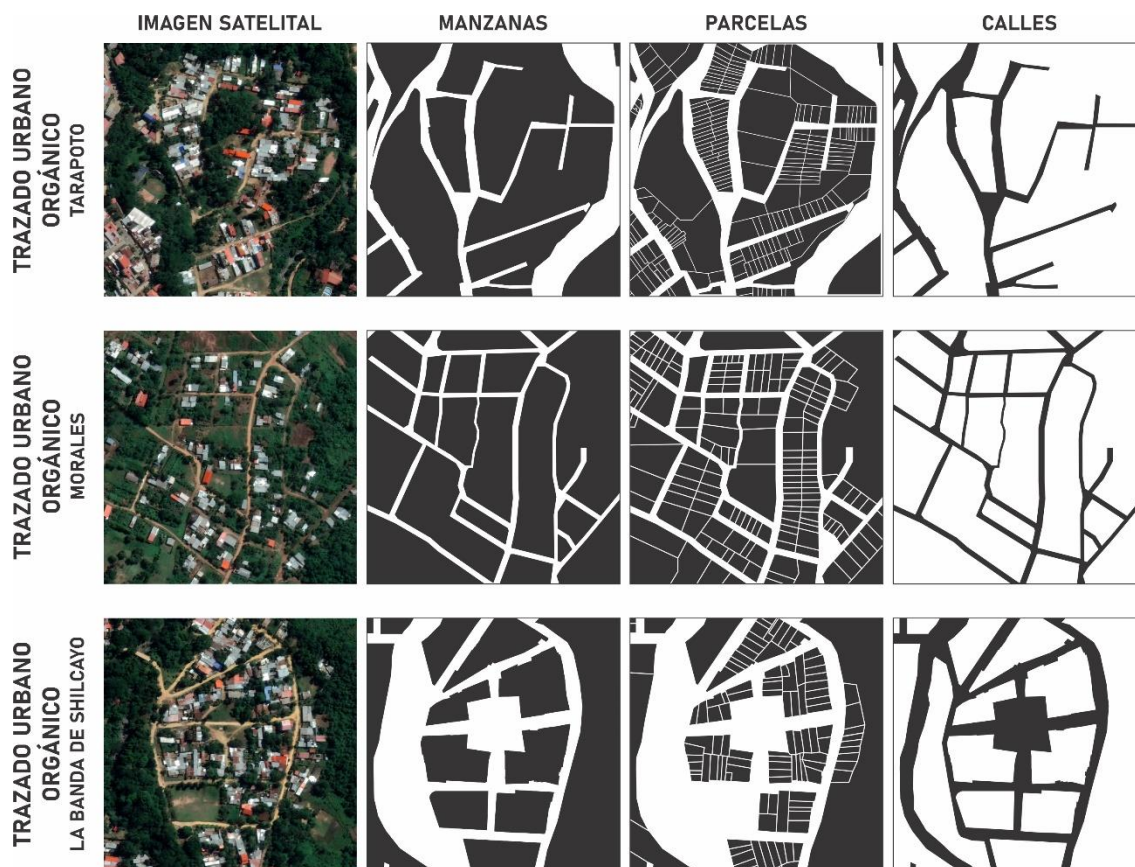 IMAGEN SATELITAL
MANZANAS
PARCELAS
CALLES
TRAZADO URBANO
ORGÁNICO
TARAPOTO
TRAZADO URBANO
ORGÁNICO
MORALES
TRAZADO URBANO
ORGÁNICO
LA BANDA DE SHILCAYO